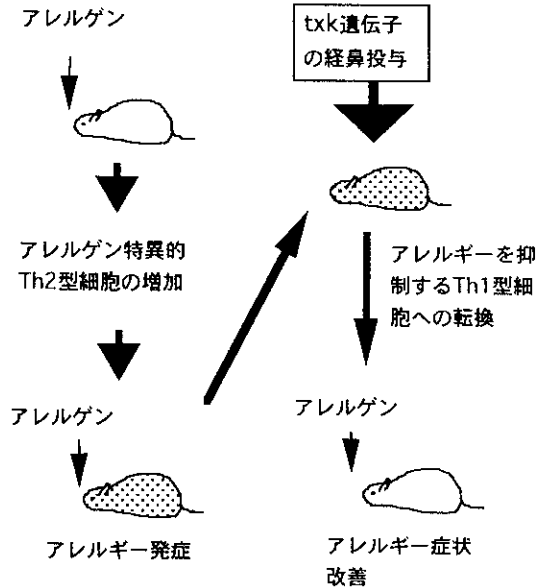 アレルゲン
アレルゲン特異的
Th2型細胞の増加
アレルゲン
アレルギー発症
txk遺伝子
の経鼻投与
アレルギーを抑
制するTh1型細
胞への転換
アレルゲン
アレルギー症状
改善